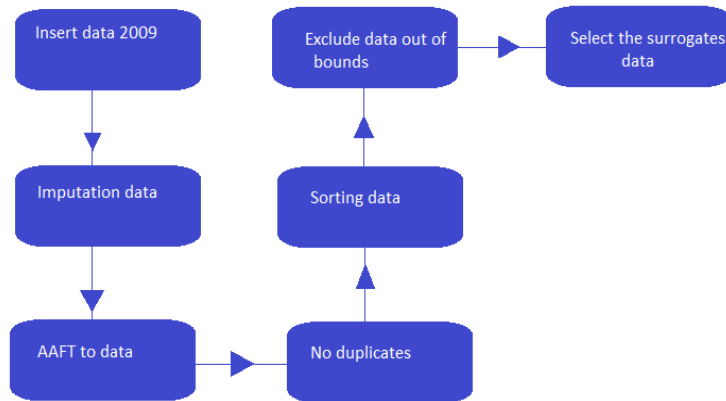 Insert data 2009
Imputation data
AAFT to data
No duplicates
Sorting data
Exclude data out of
bounds
Select the surrogates
data